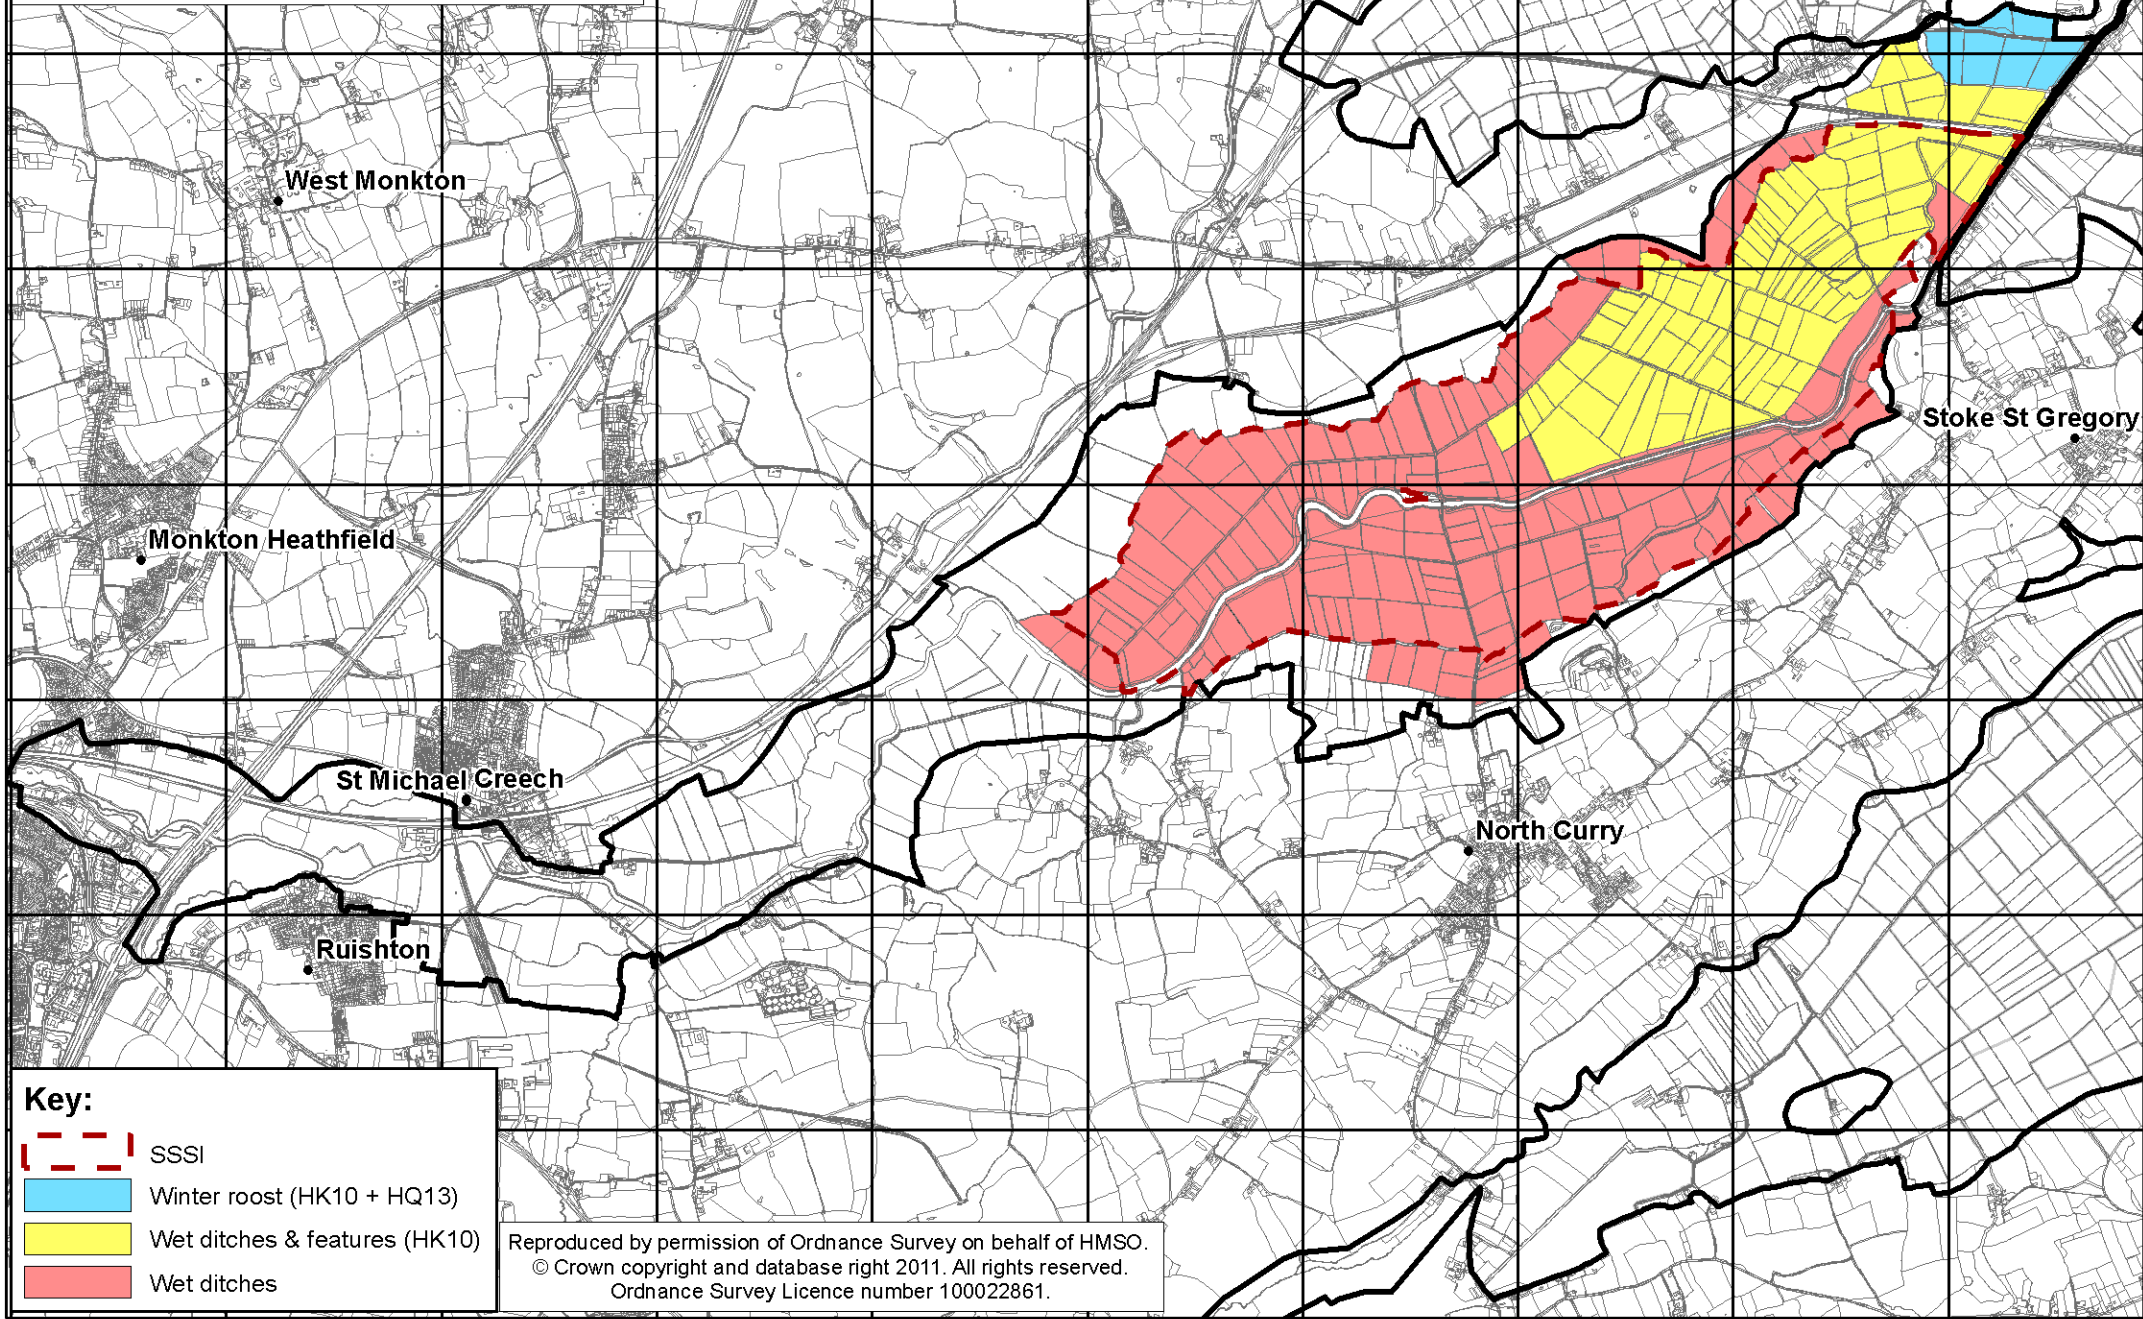 West Monkton
Stoke St Gregory
Monkton Heathfield
St Michael Creech
North Curry
Ruishton
Key:
SSSI
Winter roost (HK10 + HQ13)
Wet ditches & features (HK10)
Wet ditches
Reproduced by permission of Ordnance Survey on behalf of HMSO.
© Crown copyright and database right 2011. All rights reserved.
Ordnance Survey Licence number 100022861.